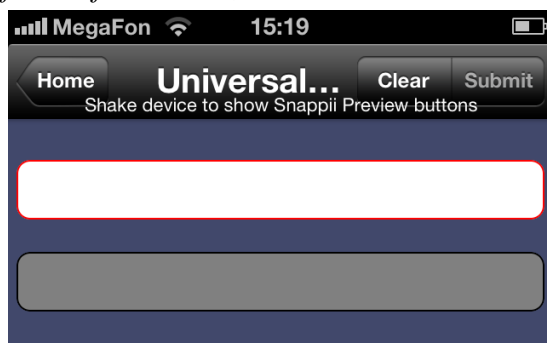 MegaFon 15:19
Home Universal... Clear Submit
Shake device to show Snappii Preview buttons